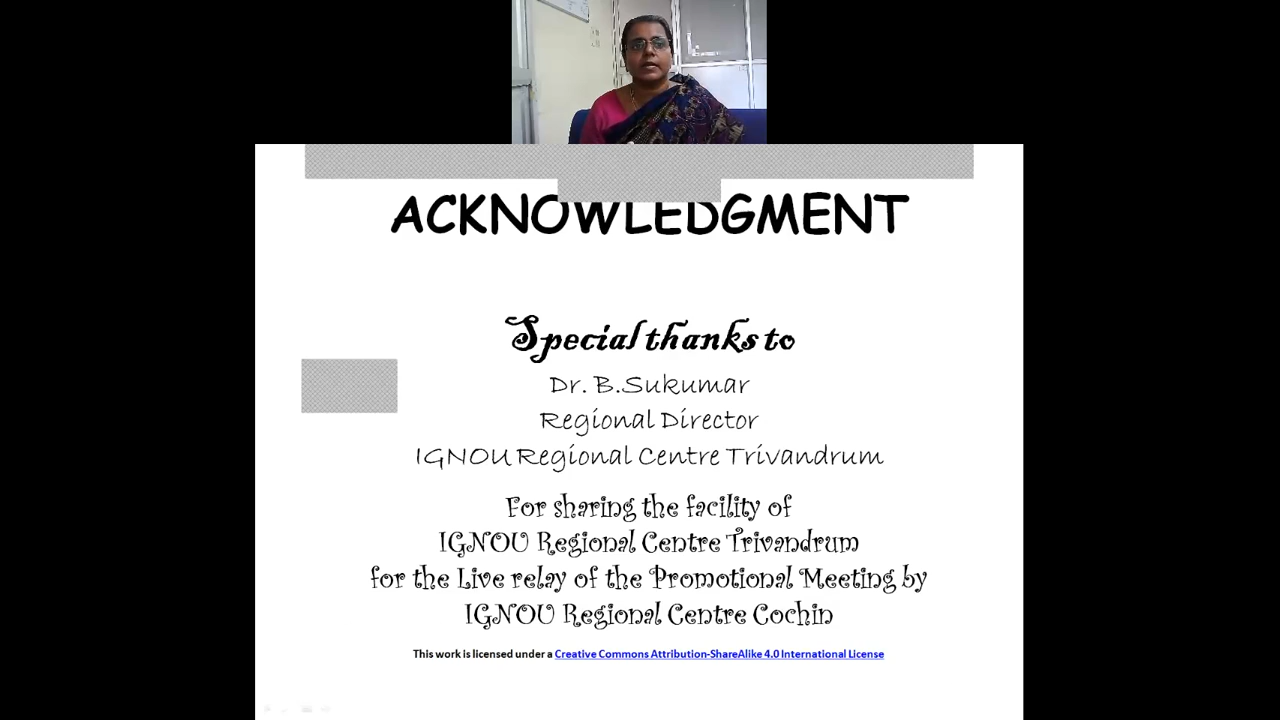 ACKNOWLEDGMENT
Special thanks to
Dr. B.Sukumar
Regional Director
IGNOU Regional Centre Trivandrum
For sharing the facility of
IGNOU Regional Centre Trivandrum
for the Live relay of the Promotional Meeting by
IGNOU Regional Centre Cochin
This work is licensed under a Creative Commons Attribution-ShareAlike 4.0 International License